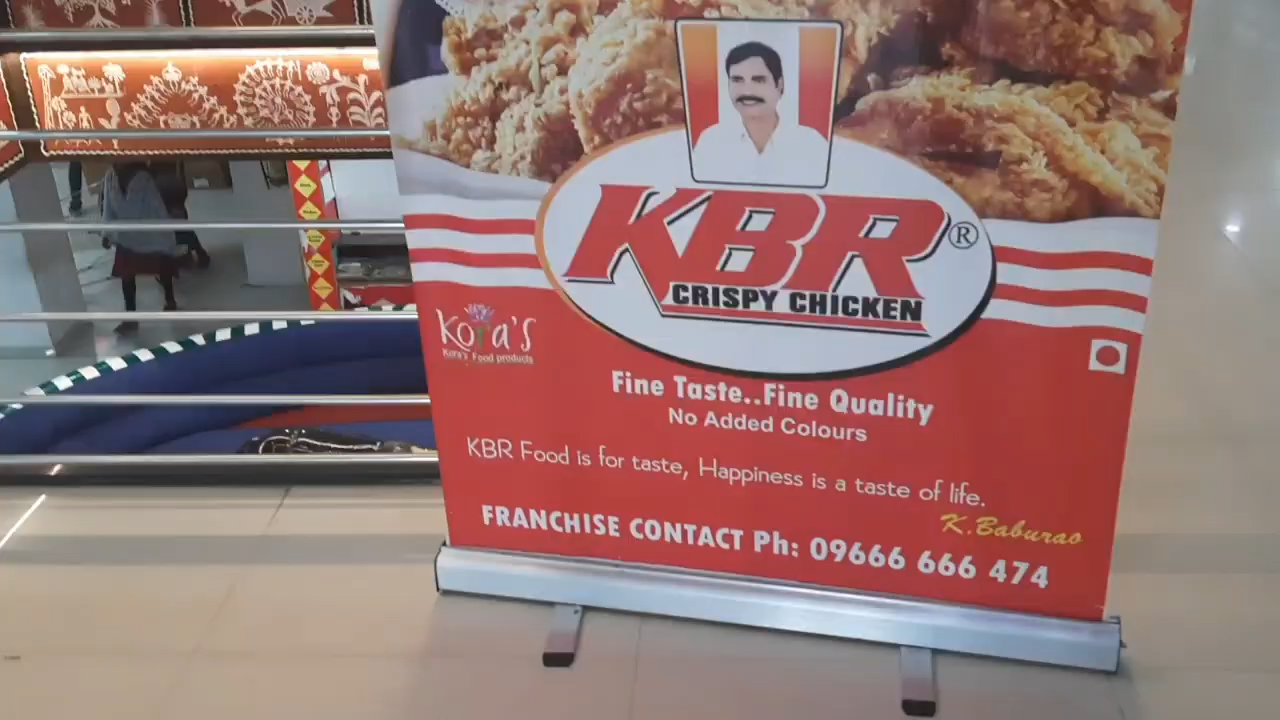 KBR®
CRISPY CHICKEN
Kora's
Kora's Food products
Fine Taste..Fine Quality
No Added Colours
KBR Food is for taste, Happiness is a taste of life.
K.Baburao
FRANCHISE CONTACT Ph: 09666 666 474